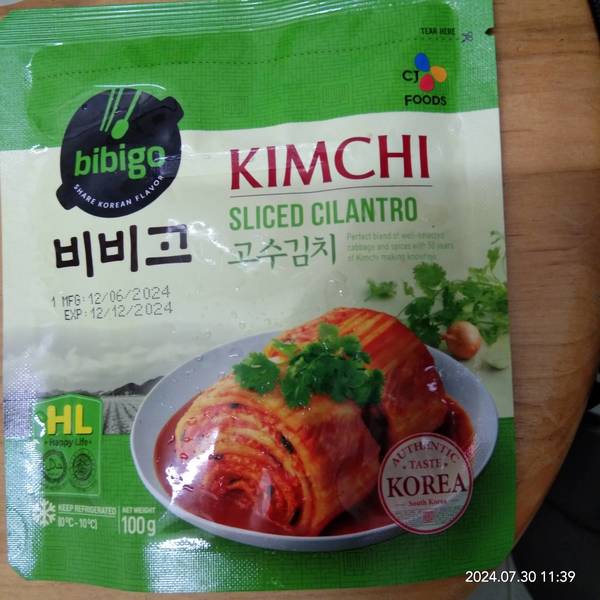 TEAR HERE
CJ
FOODS
bibigo
SHARE KOREAN FLAVOR
비비고
KIMCHI
SLICED CILANTRO
고수김치
Perfect blend of well-selected
cabbage and spices with 30 years
of Kimchi making knowhow.
1 MFG:12/06/2024
EXP:12/12/2024
HL
Happy Life
KEEP REFRIGERATED
(0°C - 10°C)
NET WEIGHT
100g
AUTHENTIC
TASTE
KOREA
South Korea
2024.07.30 11:39